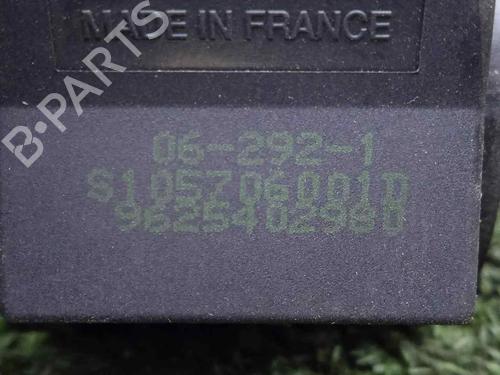 MADE IN FRANCE
06-292-1
S105706001D
9625402980
B-PARTS